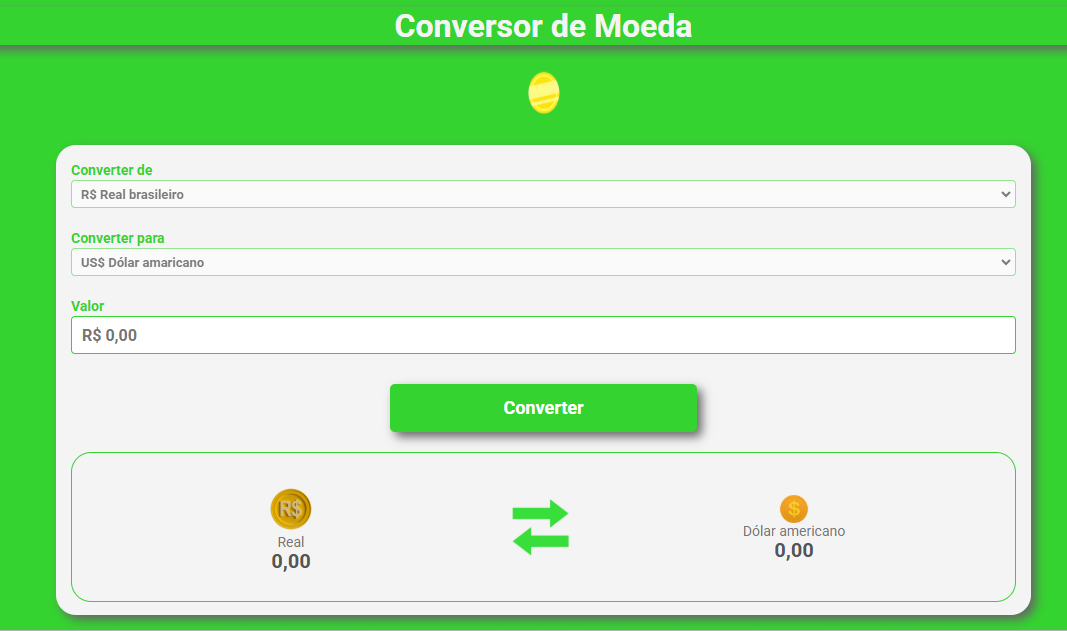 Conversor de Moeda
Converter de
R$ Real brasileiro
Converter para
US$ Dólar amaricano
Valor
R$ 0,00
Converter
R$
$
Real
Dólar americano
0,00
0,00